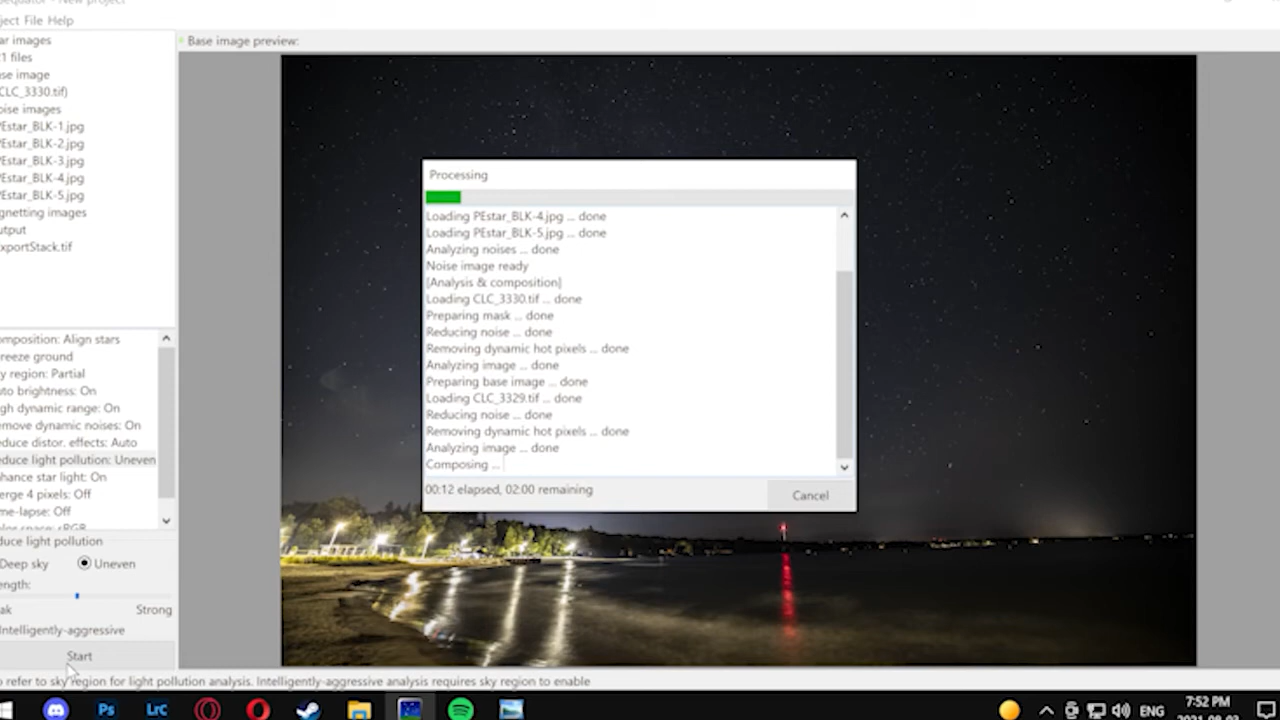 equator - New project
ject File Help
ar images
1 files
se image
CLC_3330.tif)
oise images
PEstar_BLK-1.jpg
PEstar_BLK-2.jpg
PEstar_BLK-3.jpg
PEstar_BLK-4.jpg
PEstar_BLK-5.jpg
gnetting images
utput
xportStack.tif
omposition: Align stars
reeze ground
y region: Partial
uto brightness: On
gh dynamic range: On
emove dynamic noises: On
educe distor. effects: Auto
educe light pollution: Uneven
nhance star light: On
erge 4 pixels: Off
me-lapse: Off
olor space: sRGB
duce light pollution
Deep sky Uneven
ength:
ak Strong
Intelligently-aggressive
Start
Base image preview:
Processing
Loading PEstar_BLK-4.jpg ... done
Loading PEstar_BLK-5.jpg ... done
Analyzing noises ... done
Noise image ready
[Analysis & composition]
Loading CLC_3330.tif ... done
Preparing mask ... done
Reducing noise ... done
Removing dynamic hot pixels ... done
Analyzing image ... done
Preparing base image ... done
Loading CLC_3329.tif ... done
Reducing noise ... done
Removing dynamic hot pixels ... done
Analyzing image ... done
Composing ...
00:12 elapsed, 02:00 remaining
Cancel
o refer to sky region for light pollution analysis. Intelligently-aggressive analysis requires sky region to enable
Ps
LrC
ENG
7:52 PM